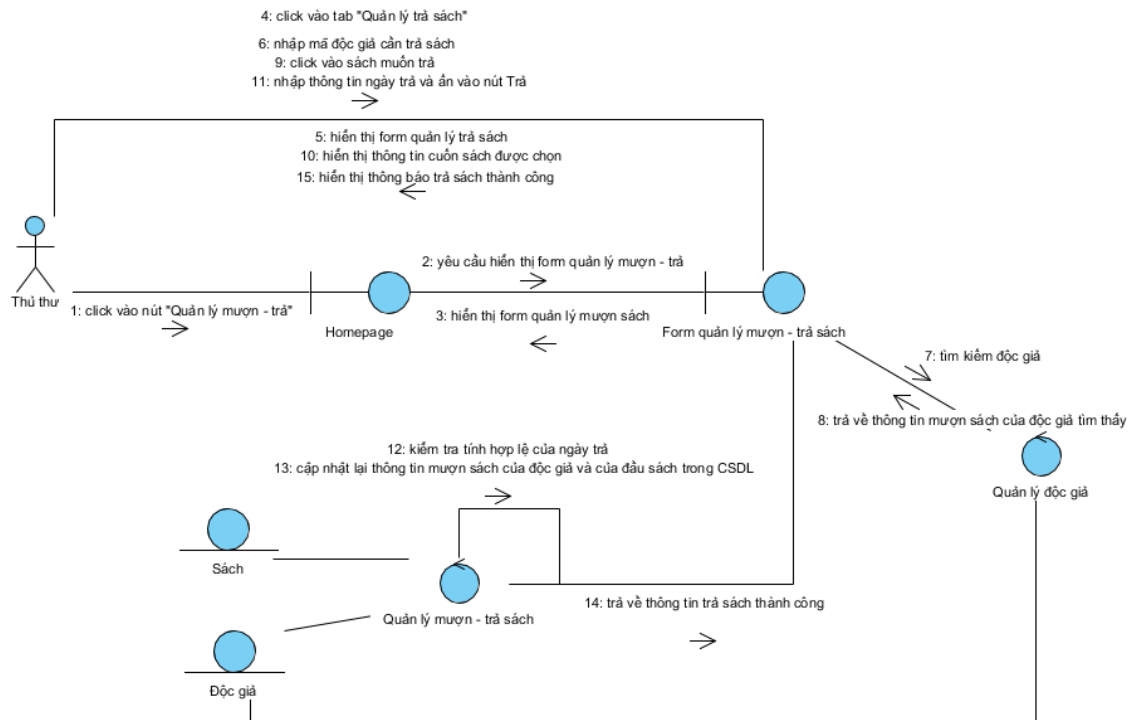 4: click vào tab "Quản lý trả sách"
6: nhập mã độc giả cần trả sách
9: click vào sách muốn trả
11: nhập thông tin ngày trả và ấn vào nút Trả
5: hiển thị form quản lý trả sách
10: hiển thị thông tin cuốn sách được chọn
15: hiển thị thông báo trả sách thành công
2: yêu cầu hiển thị form quản lý mượn - trả
Thủ thư
1: click vào nút "Quản lý mượn - trả"
3: hiển thị form quản lý mượn sách
Homepage
Form quản lý mượn - trả sách
7: tìm kiếm độc giả
8: trả về thông tin mượn sách của độc giả tìm thấy
12: kiểm tra tính hợp lệ của ngày trả
13: cập nhật lại thông tin mượn sách của độc giả và của đầu sách trong CSDL
Quản lý độc giả
Sách
14: trả về thông tin trả sách thành công
Quản lý mượn - trả sách
Độc giả